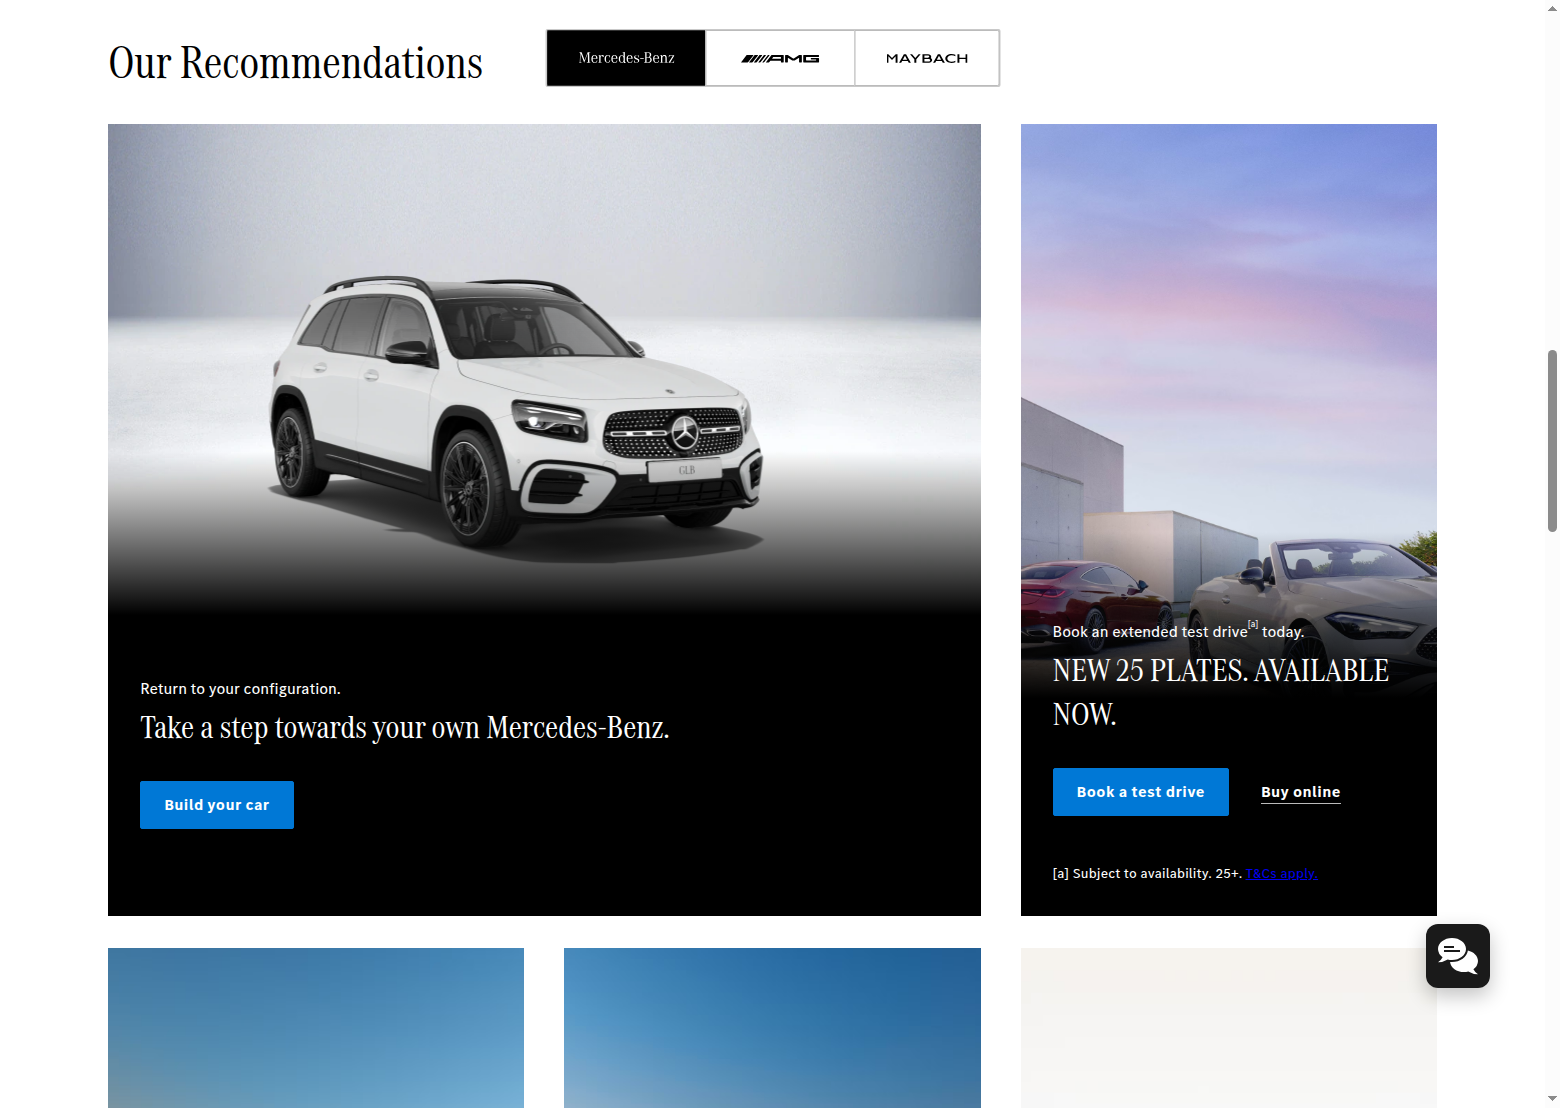 Our Recommendations
Mercedes-Benz
AMG
MAYBACH
GLB
Return to your configuration.
Take a step towards your own Mercedes-Benz.
Build your car
Book an extended test drive[a] today.
NEW 25 PLATES. AVAILABLE
NOW.
Book a test drive
Buy online
[a] Subject to availability. 25+. T&Cs apply.